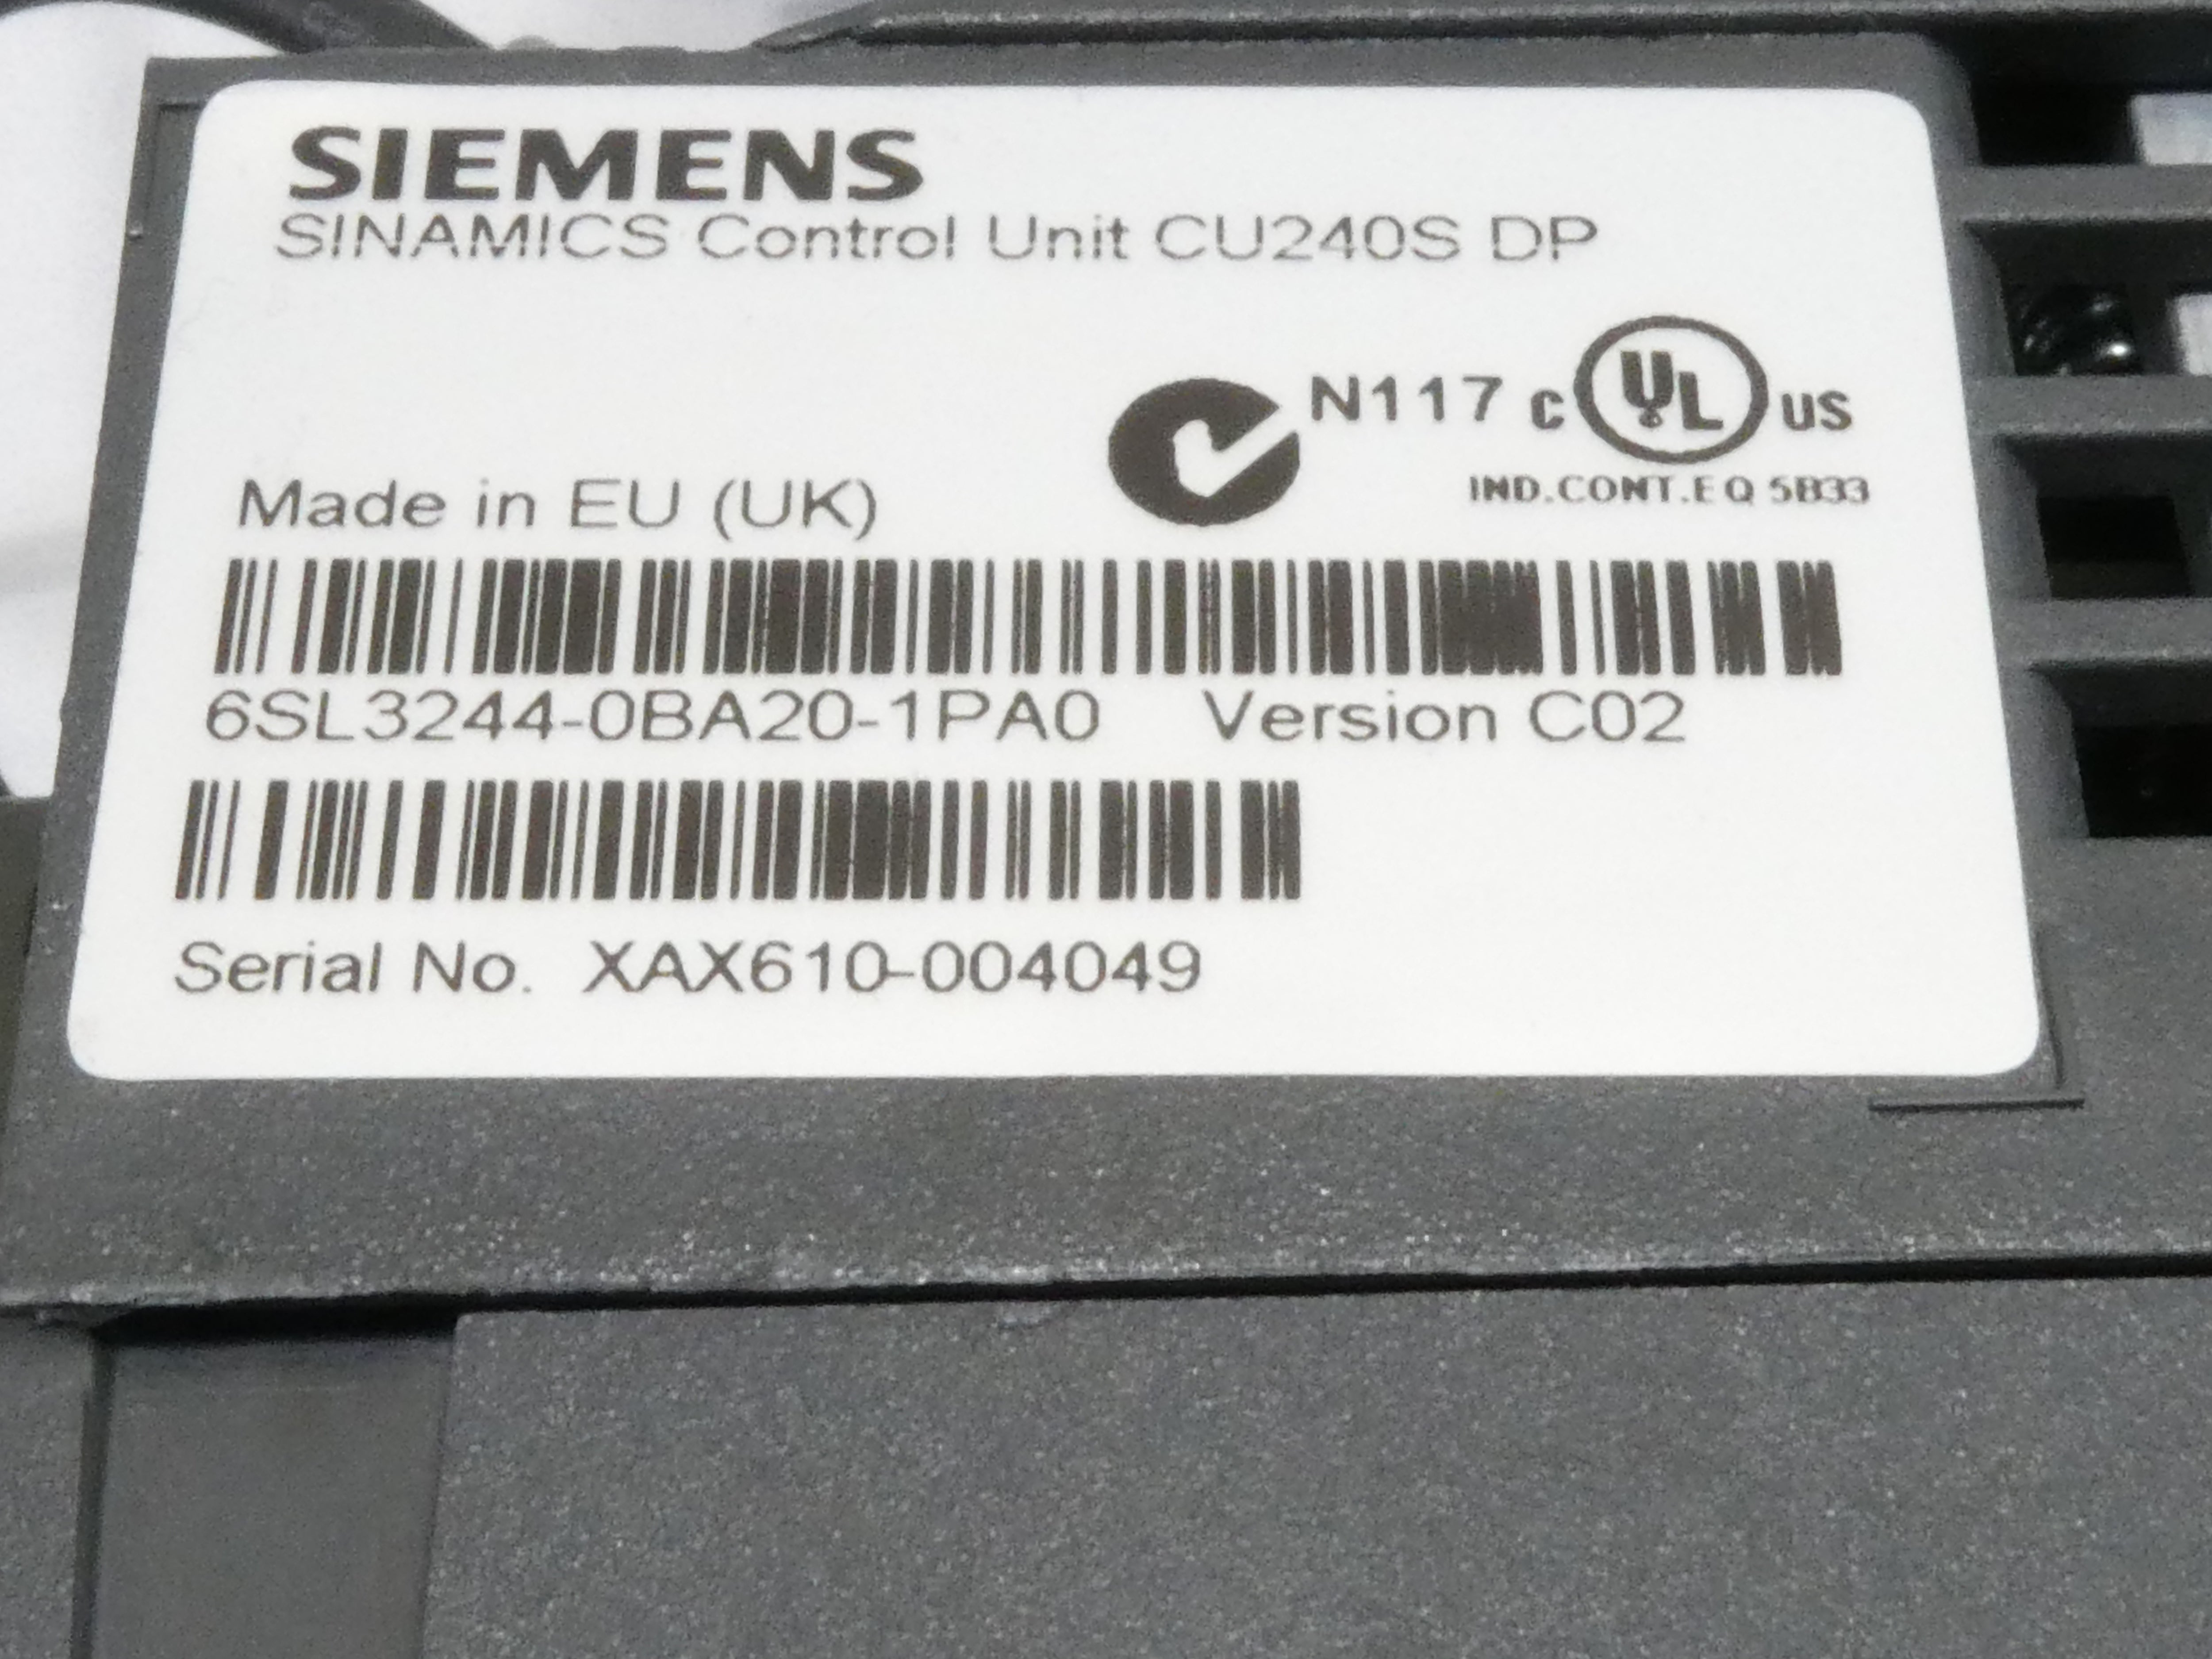 SIEMENS
SINAMICS Control Unit CU240S DP
N117 C UL US
IND.CONT.EQ 5B33
Made in EU (UK)
6SL3244-0BA20-1PA0 Version C02
Serial No. XAX610-004049